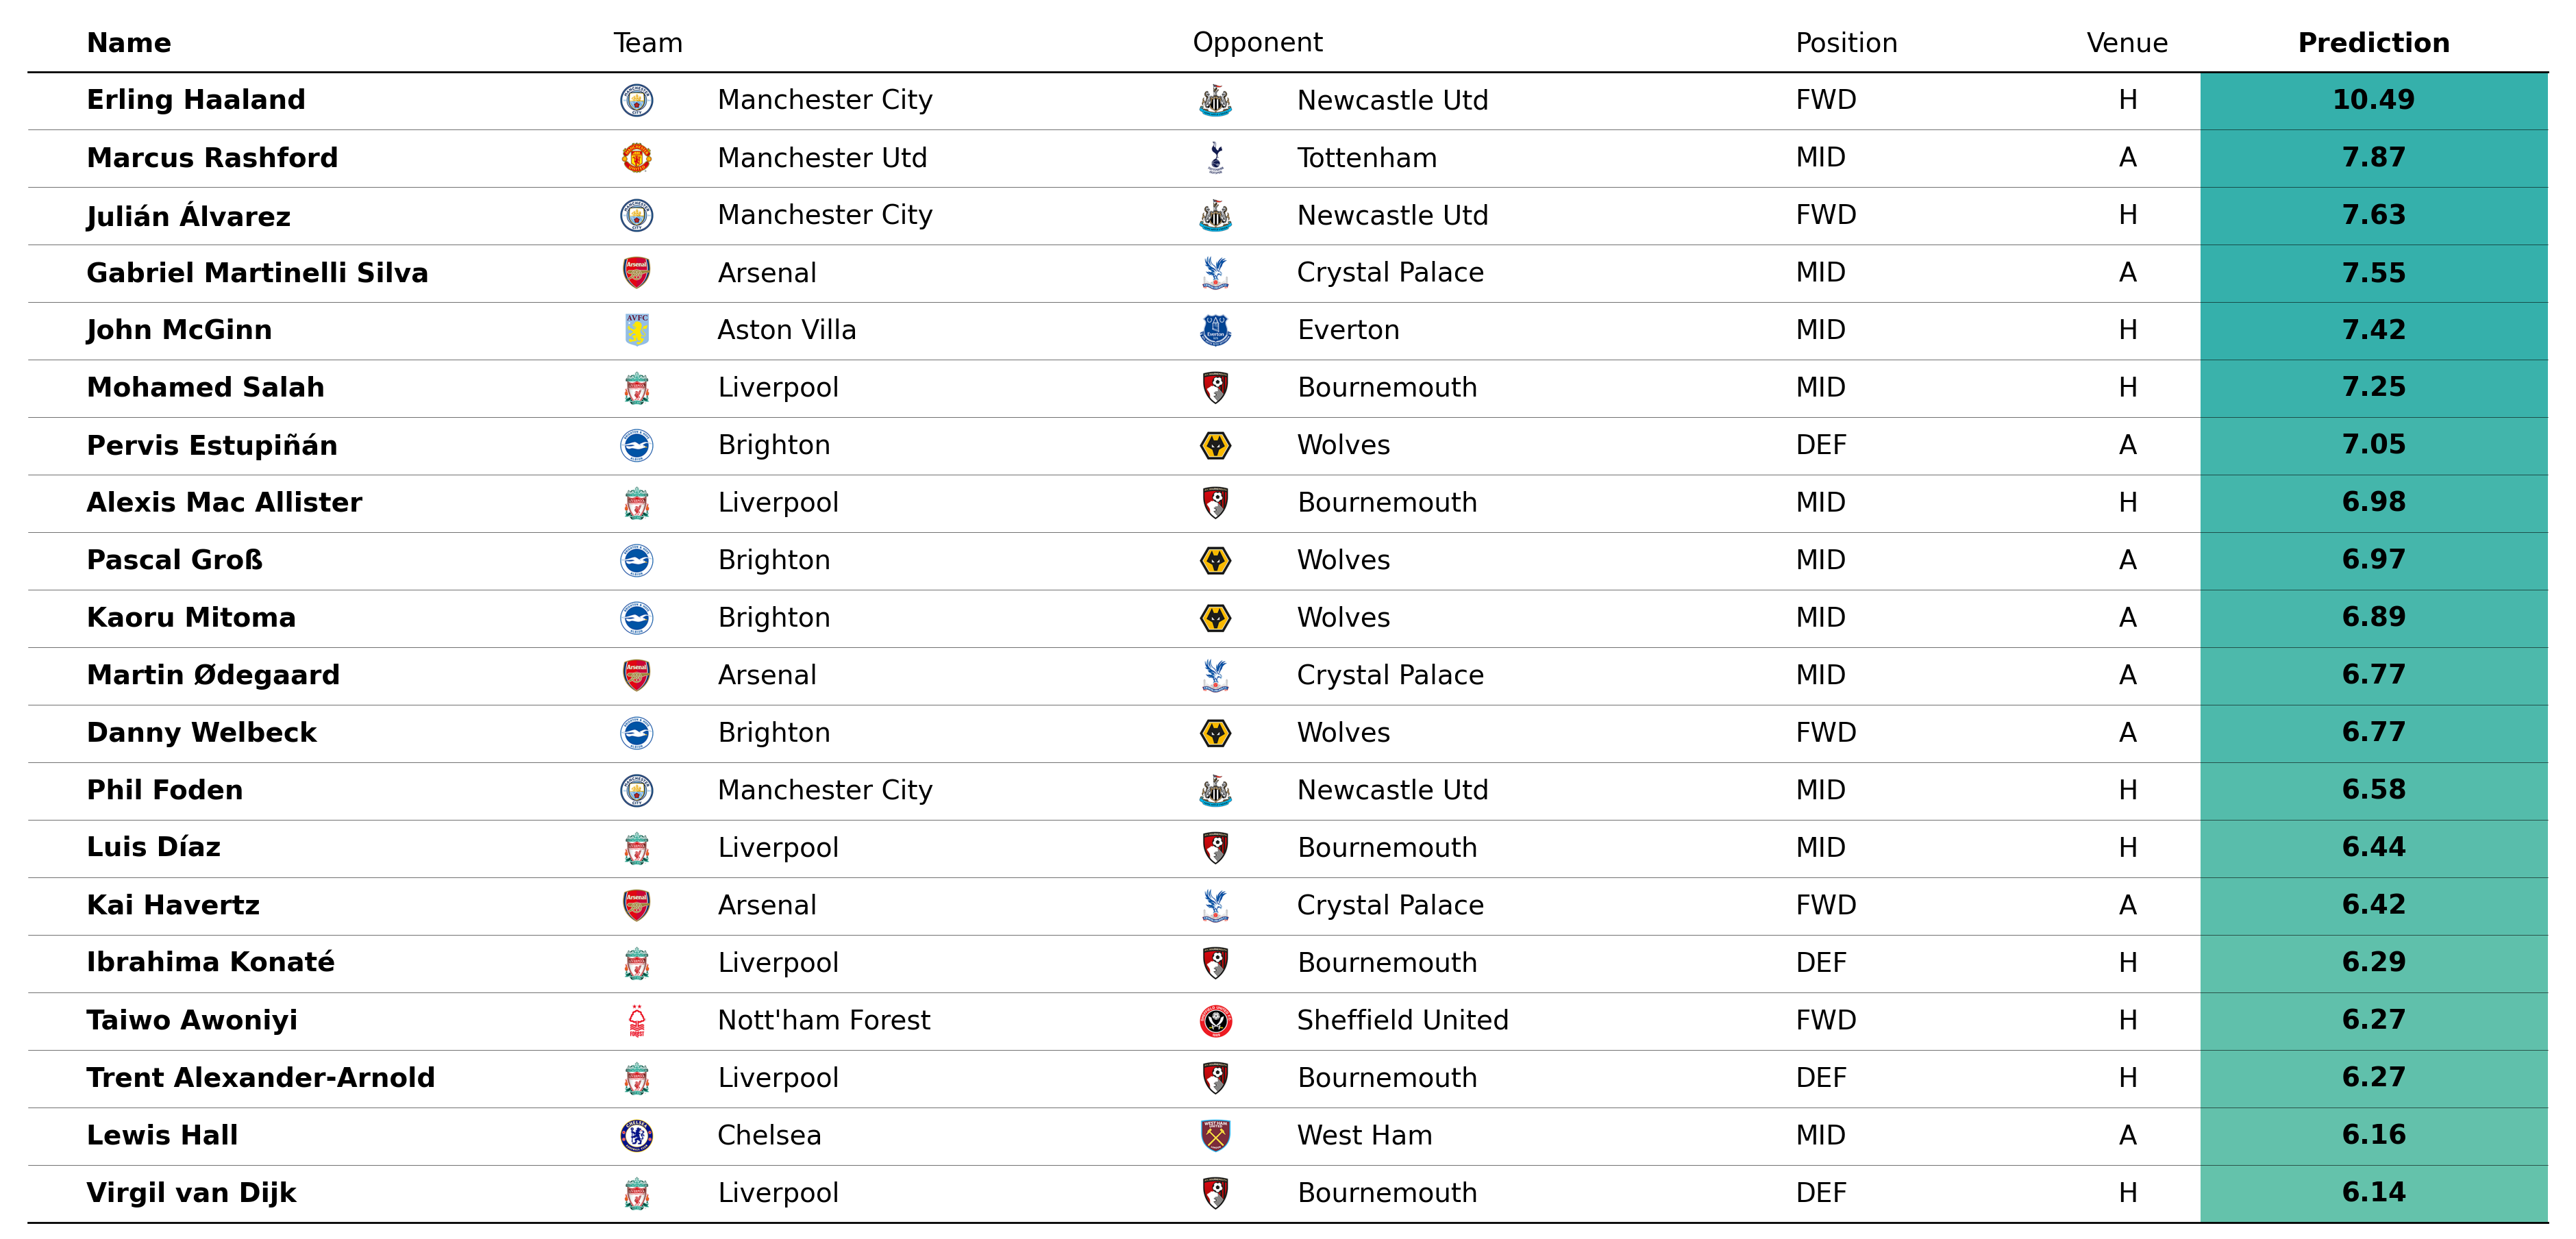 Name Team Opponent Position Venue Prediction
Erling Haaland Manchester City Newcastle Utd FWD H 10.49
Marcus Rashford Manchester Utd Tottenham MID A 7.87
Julián Álvarez Manchester City Newcastle Utd FWD H 7.63
Gabriel Martinelli Silva Arsenal Crystal Palace MID A 7.55
John McGinn Aston Villa Everton MID H 7.42
Mohamed Salah Liverpool Bournemouth MID H 7.25
Pervis Estupiñán Brighton Wolves DEF A 7.05
Alexis Mac Allister Liverpool Bournemouth MID H 6.98
Pascal Groß Brighton Wolves MID A 6.97
Kaoru Mitoma Brighton Wolves MID A 6.89
Martin Ødegaard Arsenal Crystal Palace MID A 6.77
Danny Welbeck Brighton Wolves FWD A 6.77
Phil Foden Manchester City Newcastle Utd MID H 6.58
Luis Díaz Liverpool Bournemouth MID H 6.44
Kai Havertz Arsenal Crystal Palace FWD A 6.42
Ibrahima Konaté Liverpool Bournemouth DEF H 6.29
Taiwo Awoniyi Nott'ham Forest Sheffield United FWD H 6.27
Trent Alexander-Arnold Liverpool Bournemouth DEF H 6.27
Lewis Hall Chelsea West Ham MID A 6.16
Virgil van Dijk Liverpool Bournemouth DEF H 6.14